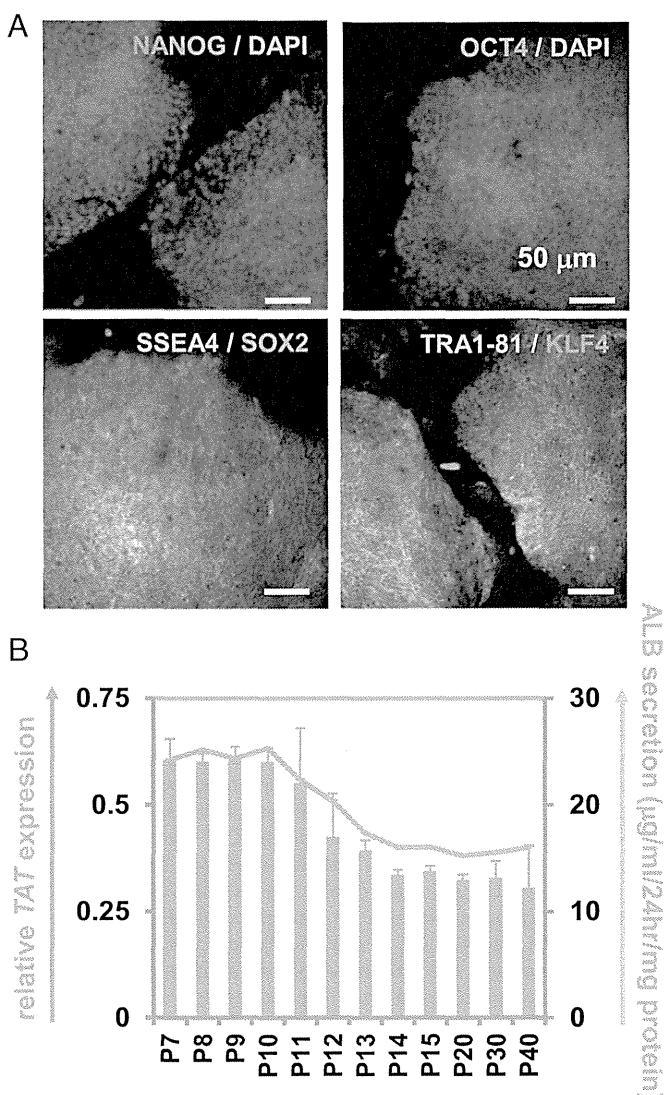 A
NANOG / DAPI
OCT4 / DAPI
50 μm
SSEA4 / SOX2
TRA1-81 / KLF4
B
relative TAT expression
0.75
0.5
0.25
0
30
20
10
0
ALB secretion (μg/ml/24hr/mg protein)
P7 P8 P9 P10 P11 P12 P13 P14 P15 P20 P30 P40